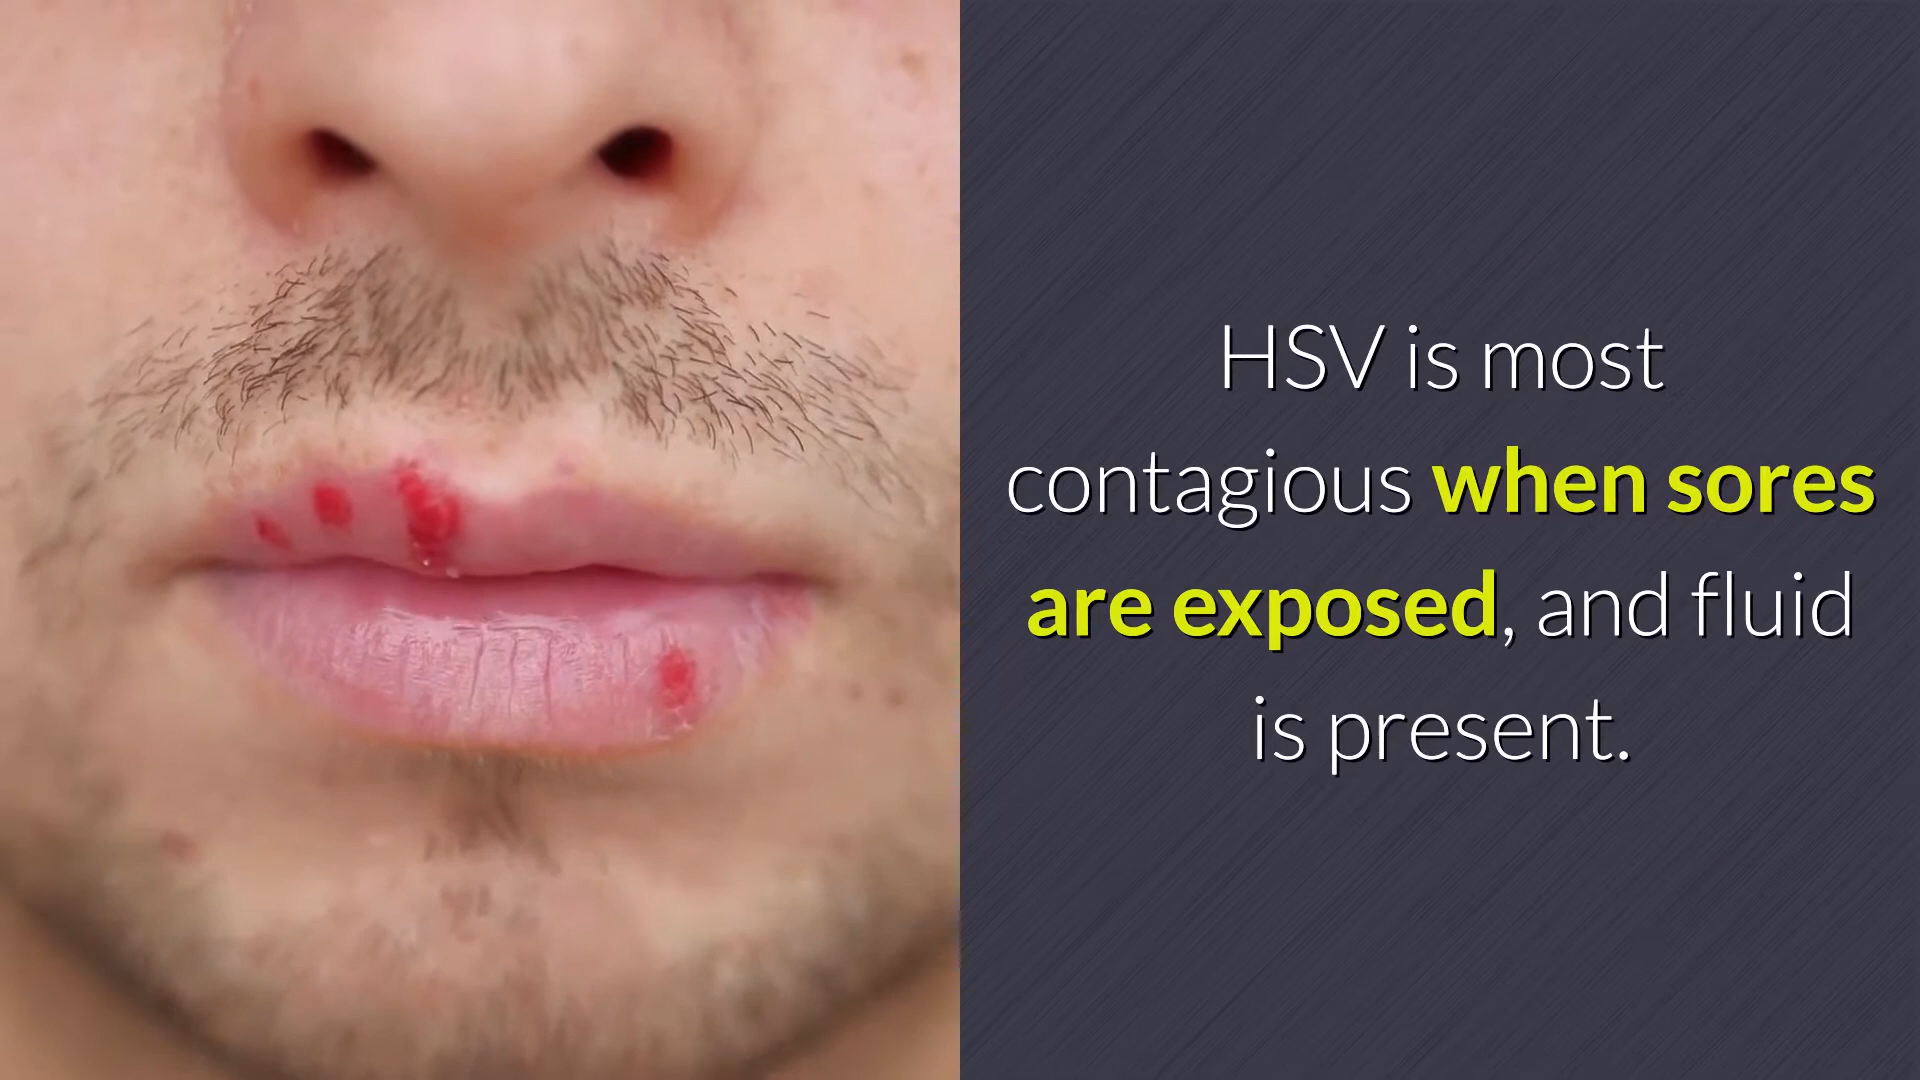 HSV is most
contagious when sores
are exposed, and fluid
is present.